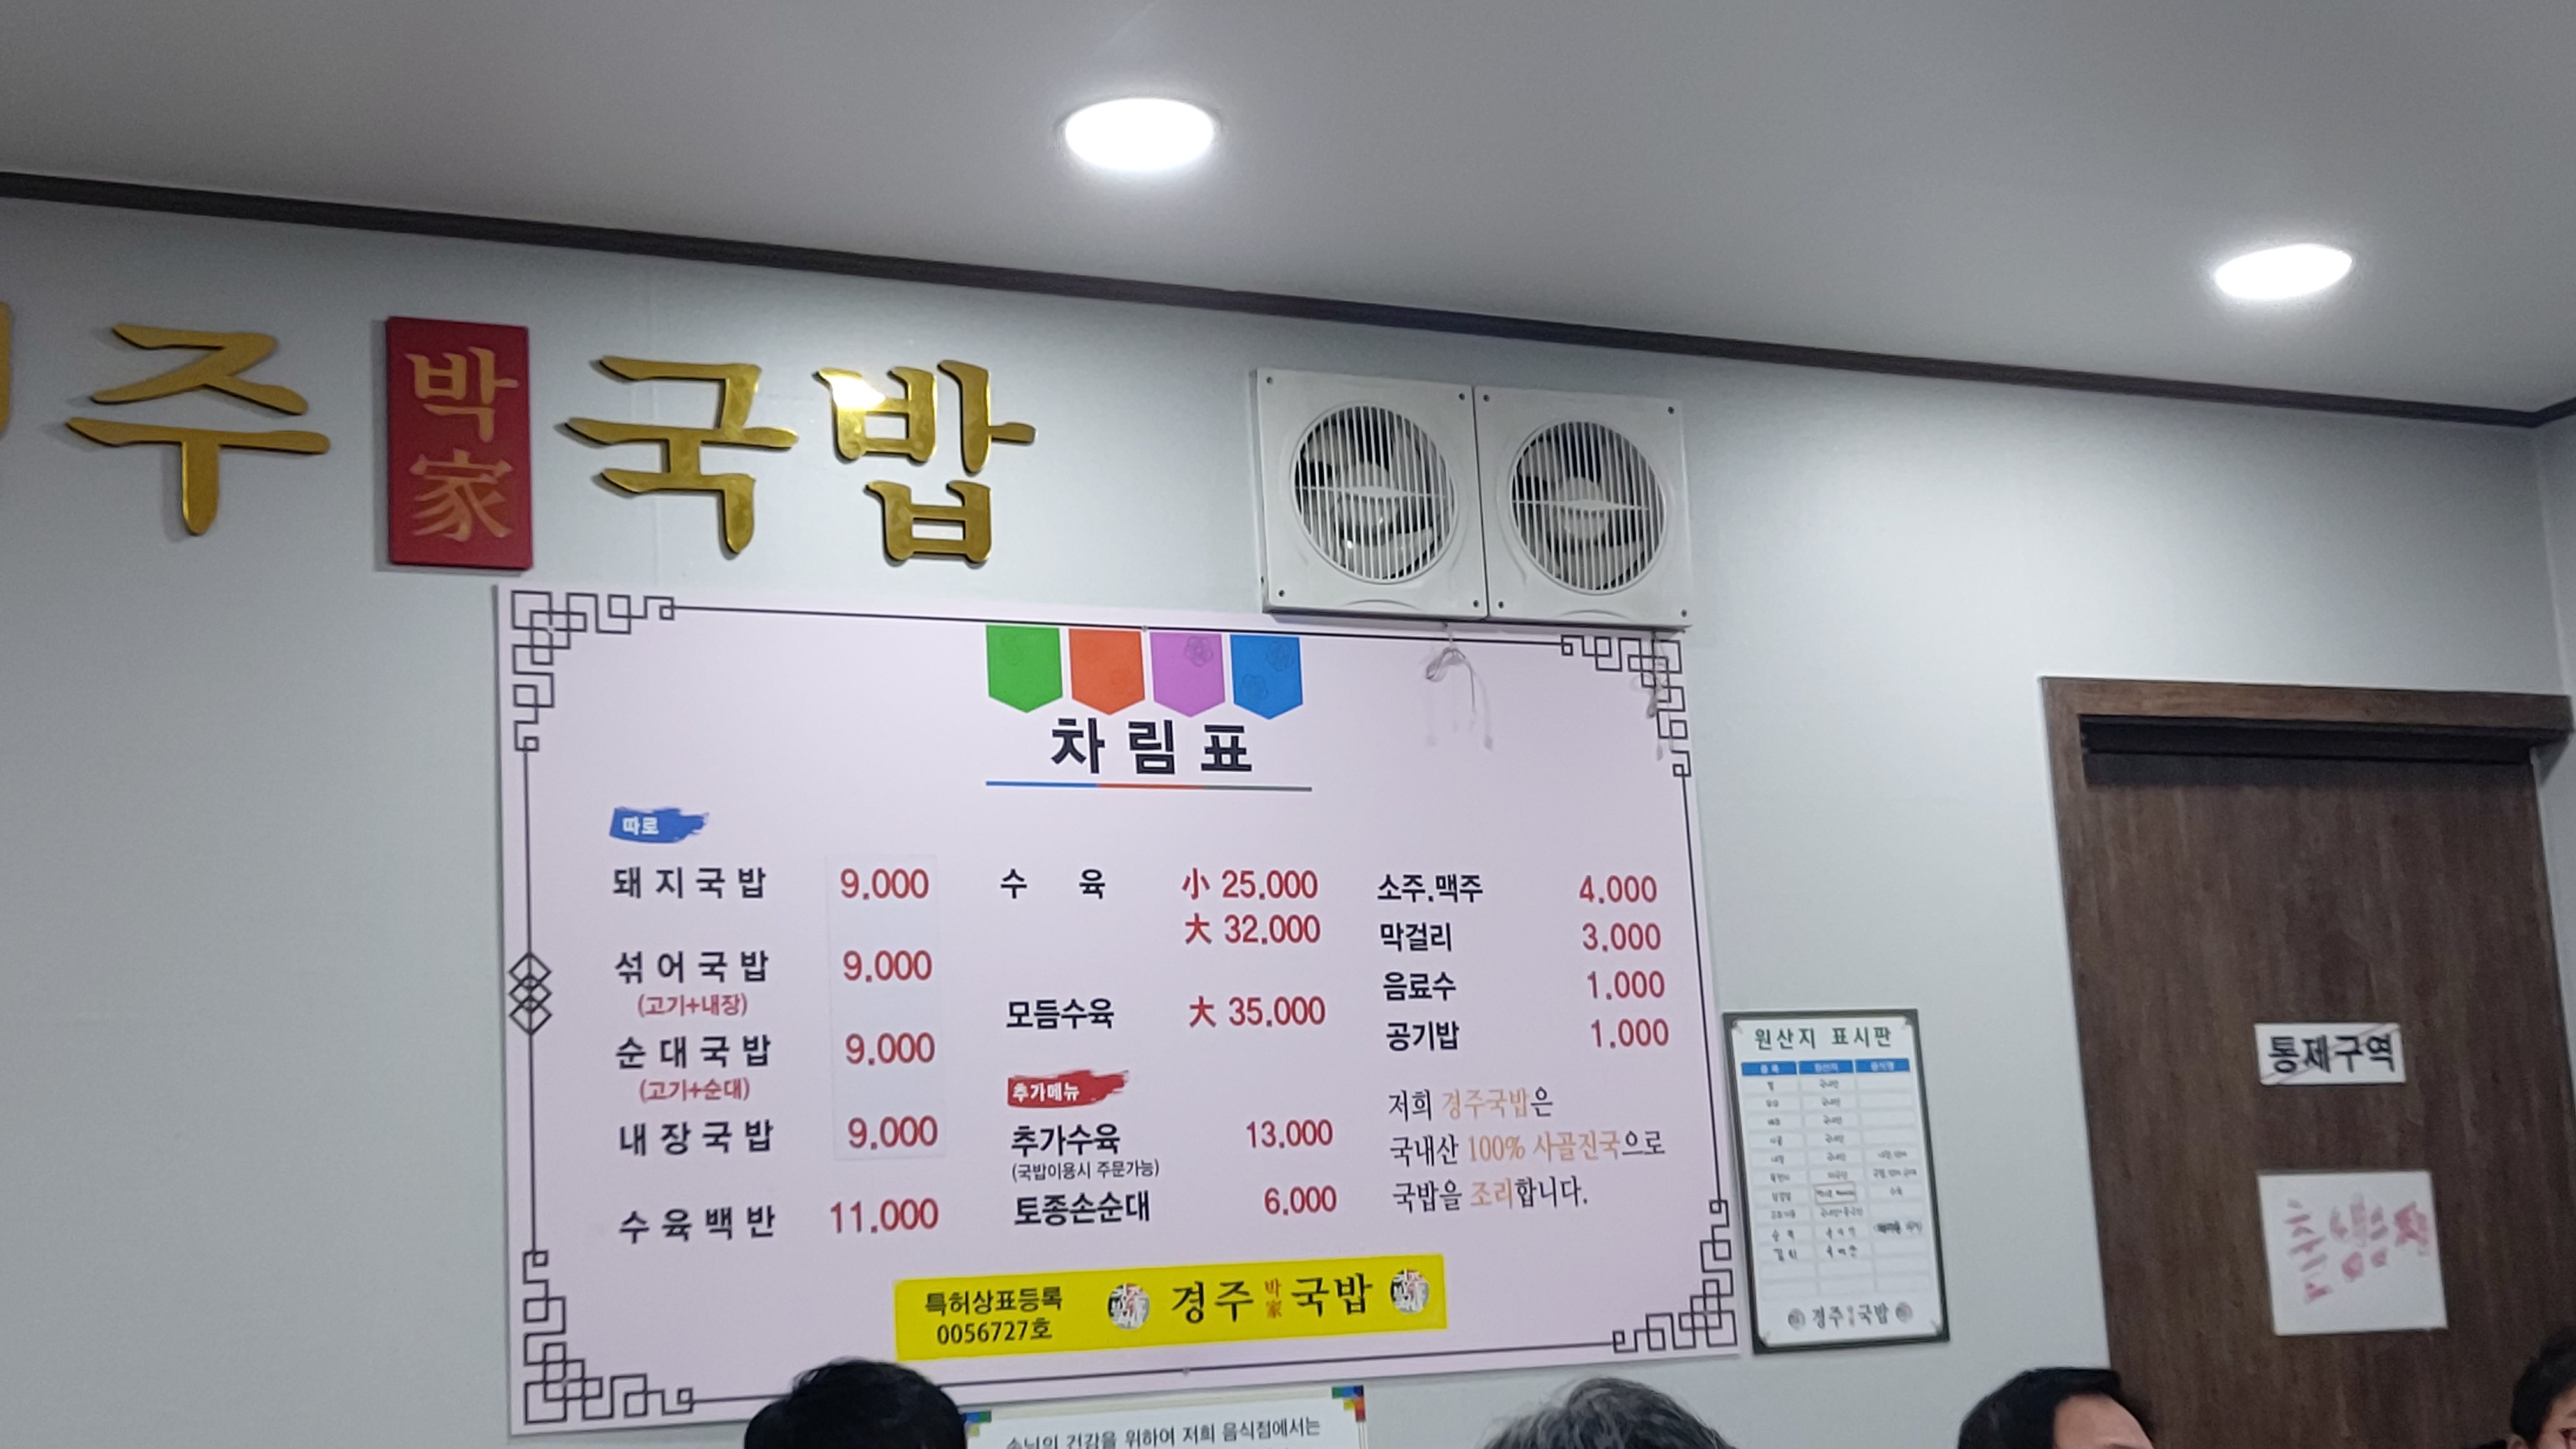 주 박家 국밥
차림표
따로
돼지국밥 9.000
섞어국밥 9.000
(고기+내장)
순대국밥 9.000
(고기+순대)
내장국밥 9.000
수육백반 11.000
수 육 小 25.000
大 32.000
모듬수육 大 35.000
추가메뉴
추가수육 13.000
(국밥이용시 주문가능)
토종손순대 6.000
소주.맥주 4.000
막걸리 3.000
음료수 1.000
공기밥 1.000
저희 경주국밥은
국내산 100% 사골진국으로
국밥을 조리합니다.
특허상표등록
0056727호
경주 박家 국밥
원산지 표시판
경주 국밥
통제구역
손님의 건강을 위하여 저희 음식점에서는